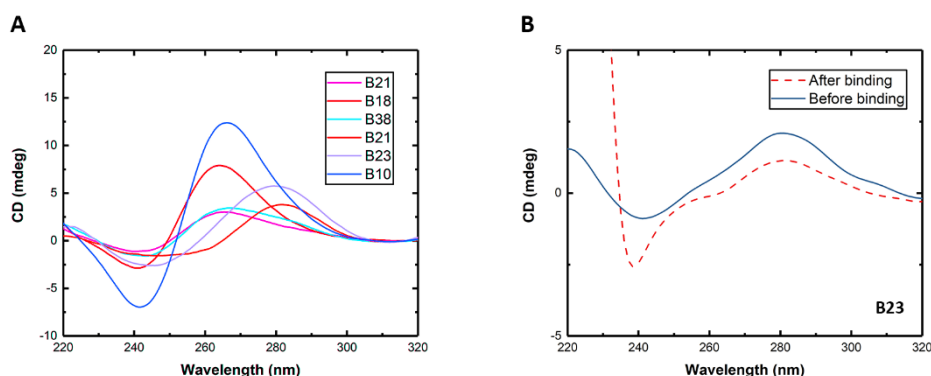 A
CD (mdeg)
20
15
10
5
0
-5
-10
220
240
260
280
300
320
Wavelength (nm)
B21
B18
B38
B21
B23
B10
B
CD (mdeg)
5
0
-5
220
240
260
280
300
320
Wavelength (nm)
After binding
Before binding
B23